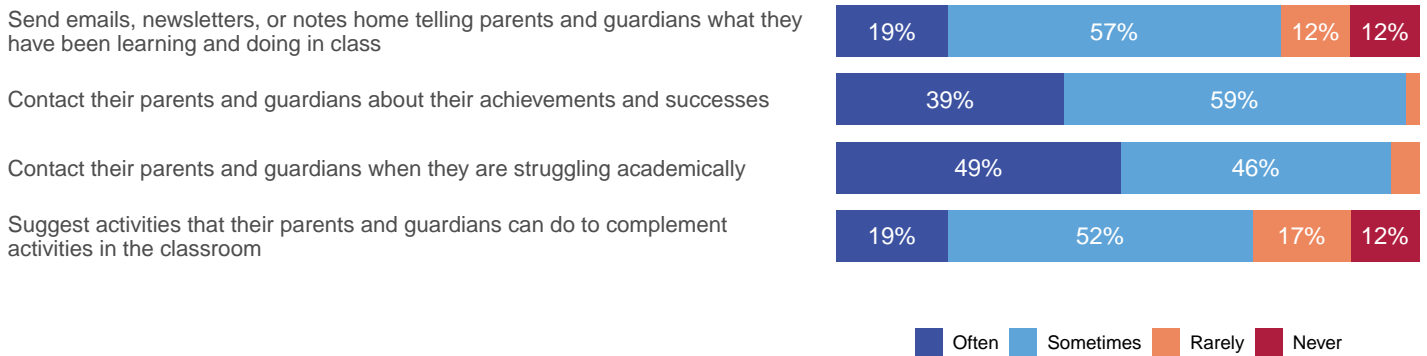 Send emails, newsletters, or notes home telling parents and guardians what they
have been learning and doing in class
19% 57% 12% 12%
Contact their parents and guardians about their achievements and successes
39% 59%
Contact their parents and guardians when they are struggling academically
49% 46%
Suggest activities that their parents and guardians can do to complement
activities in the classroom
19% 52% 17% 12%
Often Sometimes Rarely Never